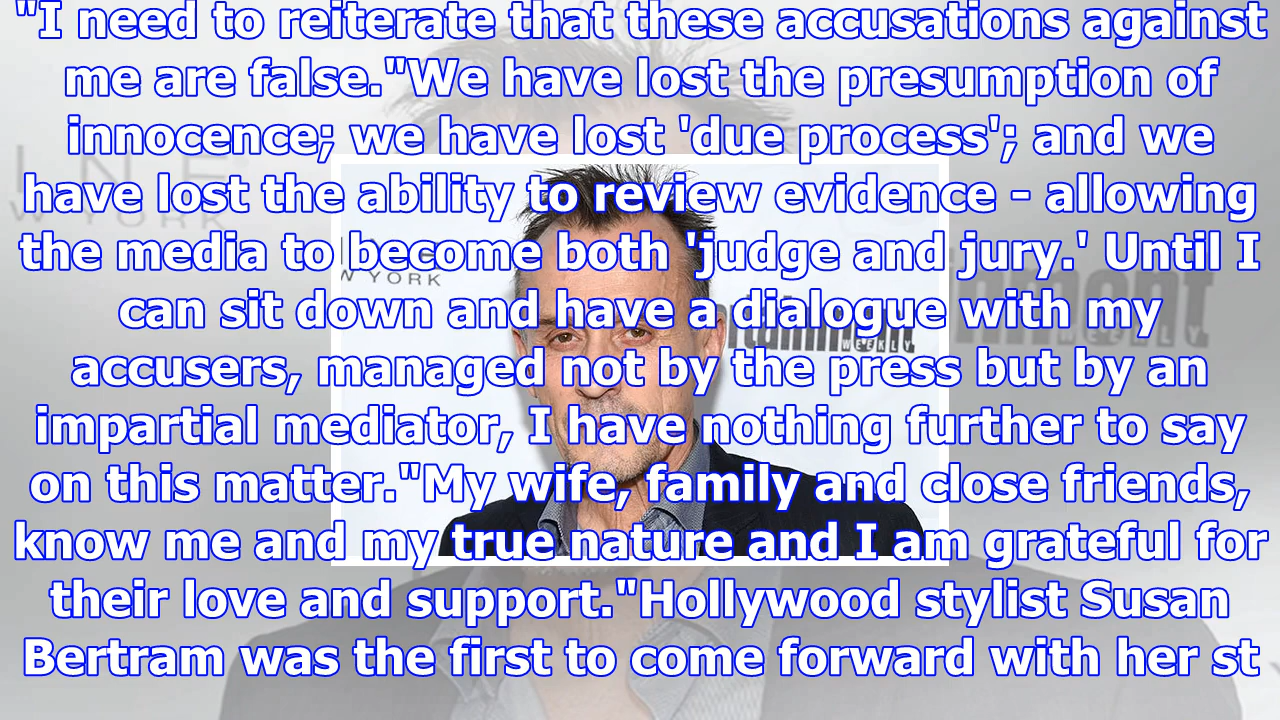 "I need to reiterate that these accusations against
me are false."We have lost the presumption of
innocence; we have lost 'due process'; and we
have lost the ability to review evidence - allowing
the media to become both 'judge and jury.' Until I
can sit down and have a dialogue with my
accusers, managed not by the press but by an
impartial mediator, I have nothing further to say
on this matter."My wife, family and close friends,
know me and my true nature and I am grateful for
their love and support."Hollywood stylist Susan
Bertram was the first to come forward with her st
W YORK
WEEKLY